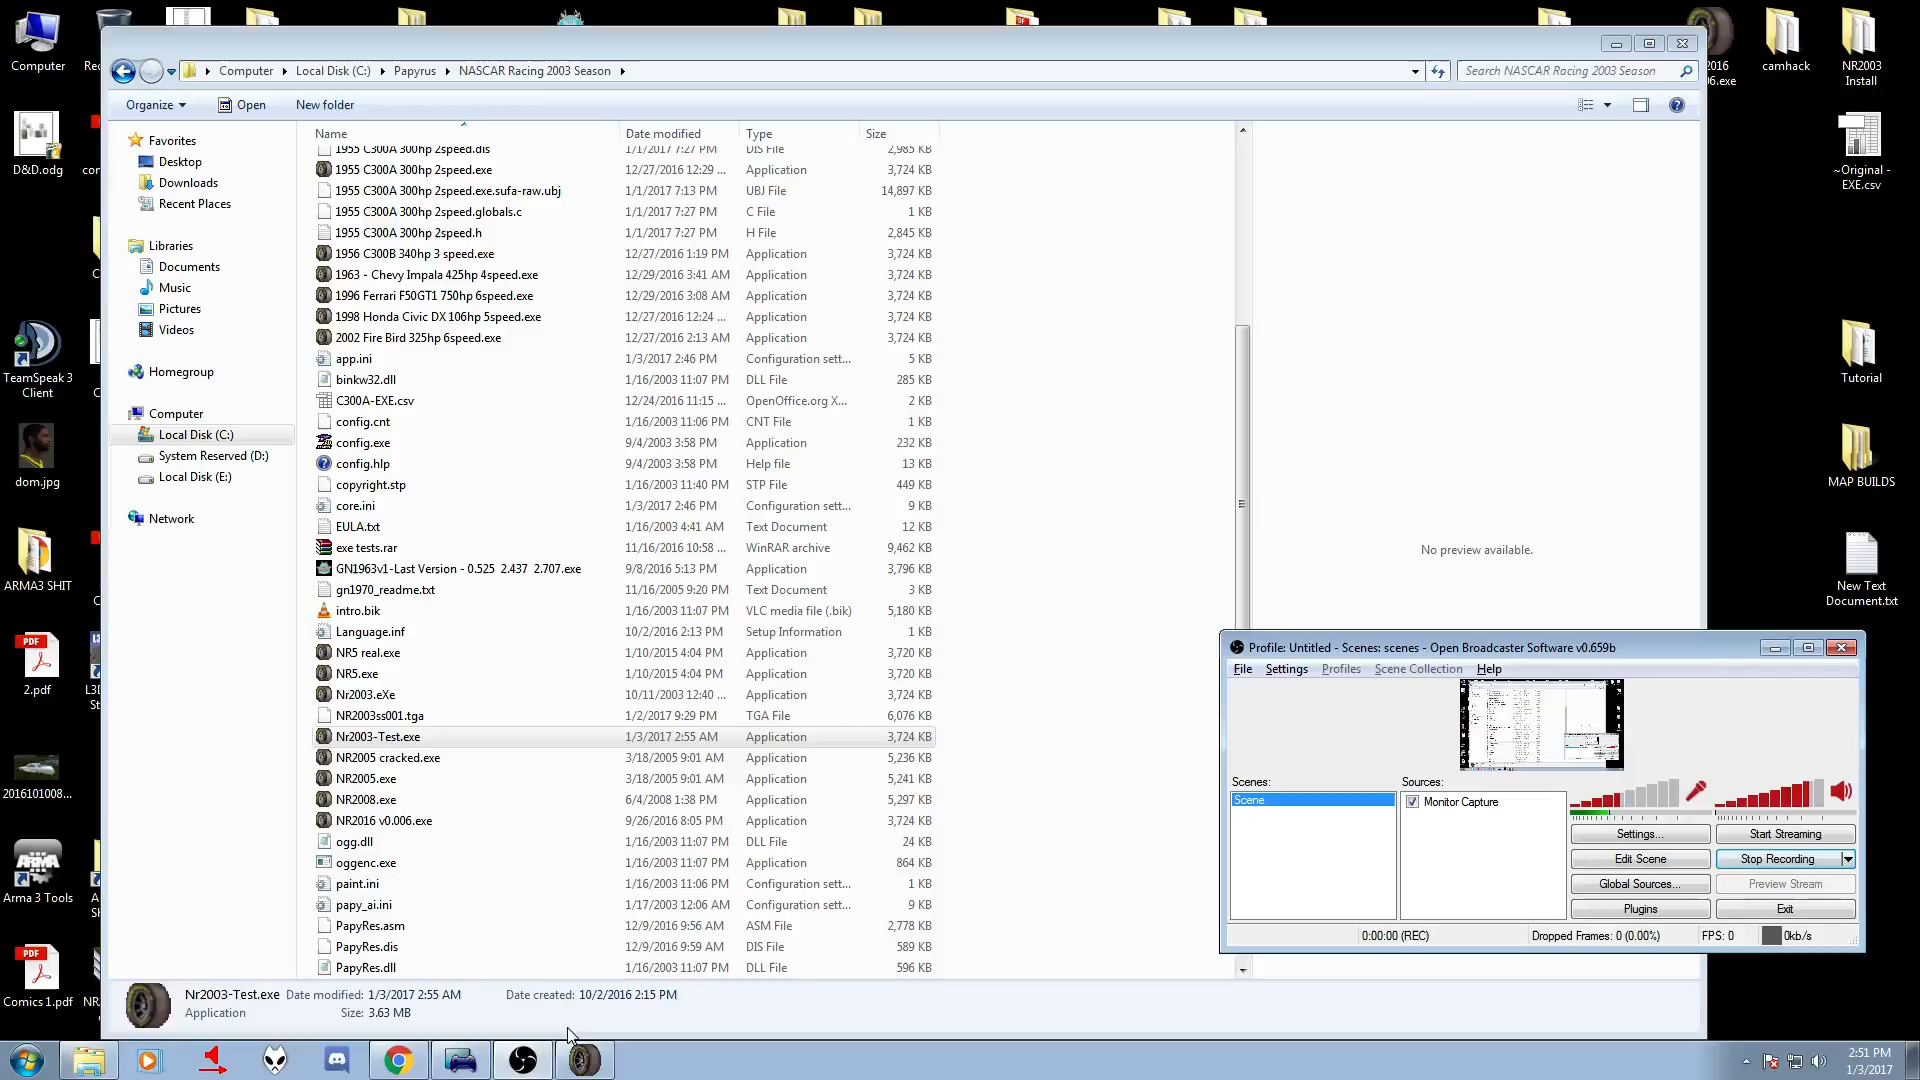 Computer
Rec
2016
06.exe
camhack
NR2003
Install
Computer
Local Disk (C:)
Papyrus
NASCAR Racing 2003 Season
Search NASCAR Racing 2003 Season
Organize
Open
New folder
Name
Date modified
Type
Size
Favorites
Desktop
Downloads
Recent Places
Libraries
Documents
Music
Pictures
Videos
Homegroup
Computer
Local Disk (C:)
System Reserved (D:)
Local Disk (E:)
Network
1955 C300A 300hp 2speed.dis 1/1/2017 7:27 PM DIS File 2,985 KB
1955 C300A 300hp 2speed.exe 12/27/2016 12:29 ... Application 3,724 KB
1955 C300A 300hp 2speed.exe.sufa-raw.ubj 1/1/2017 7:13 PM UBJ File 14,897 KB
1955 C300A 300hp 2speed.globals.c 1/1/2017 7:27 PM C File 1 KB
1955 C300A 300hp 2speed.h 1/1/2017 7:27 PM H File 2,845 KB
1956 C300B 340hp 3 speed.exe 12/27/2016 1:19 PM Application 3,724 KB
1963 - Chevy Impala 425hp 4speed.exe 12/29/2016 3:41 AM Application 3,724 KB
1996 Ferrari F50GT1 750hp 6speed.exe 12/29/2016 3:08 AM Application 3,724 KB
1998 Honda Civic DX 106hp 5speed.exe 12/27/2016 12:24 ... Application 3,724 KB
2002 Fire Bird 325hp 6speed.exe 12/27/2016 2:13 AM Application 3,724 KB
app.ini 1/3/2017 2:46 PM Configuration sett... 5 KB
binkw32.dll 1/16/2003 11:07 PM DLL File 285 KB
C300A-EXE.csv 12/24/2016 11:15 ... OpenOffice.org X... 2 KB
config.cnt 1/16/2003 11:06 PM CNT File 1 KB
config.exe 9/4/2003 3:58 PM Application 232 KB
config.hlp 9/4/2003 3:58 PM Help file 13 KB
copyright.stp 1/16/2003 11:40 PM STP File 449 KB
core.ini 1/3/2017 2:46 PM Configuration sett... 9 KB
EULA.txt 1/16/2003 4:41 AM Text Document 12 KB
exe tests.rar 11/16/2016 10:58 ... WinRAR archive 9,462 KB
GN1963v1-Last Version - 0.525 2.437 2.707.exe 9/8/2016 5:13 PM Application 3,796 KB
gn1970_readme.txt 11/16/2005 9:20 PM Text Document 3 KB
intro.bik 1/16/2003 11:07 PM VLC media file (.bik) 5,180 KB
Language.inf 10/2/2016 2:13 PM Setup Information 1 KB
NR5 real.exe 1/10/2015 4:04 PM Application 3,720 KB
NR5.exe 1/10/2015 4:04 PM Application 3,720 KB
Nr2003.eXe 10/11/2003 12:40 ... Application 3,724 KB
NR2003ss001.tga 1/2/2017 9:29 PM TGA File 6,076 KB
Nr2003-Test.exe 1/3/2017 2:55 AM Application 3,724 KB
NR2005 cracked.exe 3/18/2005 9:01 AM Application 5,236 KB
NR2005.exe 3/18/2005 9:01 AM Application 5,241 KB
NR2008.exe 6/4/2008 1:38 PM Application 5,297 KB
NR2016 v0.006.exe 9/26/2016 8:05 PM Application 3,724 KB
ogg.dll 1/16/2003 11:07 PM DLL File 24 KB
oggenc.exe 1/16/2003 11:07 PM Application 864 KB
paint.ini 1/16/2003 11:06 PM Configuration sett... 1 KB
papy_ai.ini 1/17/2003 12:06 AM Configuration sett... 9 KB
PapyRes.asm 12/9/2016 9:56 AM ASM File 2,778 KB
PapyRes.dis 12/9/2016 9:59 AM DIS File 589 KB
PapyRes.dll 1/16/2003 11:07 PM DLL File 596 KB
No preview available.
Nr2003-Test.exe Date modified: 1/3/2017 2:55 AM Date created: 10/2/2016 2:15 PM
Application Size: 3.63 MB
D&D.odg
con
TeamSpeak 3
Client
dom.jpg
ARMA3 SHIT
PDF
2.pdf
L3D
St
2016101008...
Arma 3 Tools
PDF
Comics 1.pdf
NR
~Original -
EXE.csv
Tutorial
MAP BUILDS
New Text
Document.txt
Profile: Untitled - Scenes: scenes - Open Broadcaster Software v0.659b
File Settings Profiles Scene Collection Help
Scenes:
Sources:
Scene
Monitor Capture
Settings...
Start Streaming
Edit Scene
Stop Recording
Global Sources...
Preview Stream
Plugins
Exit
0:00:00 (REC)
Dropped Frames: 0 (0.00%)
FPS: 0
0kb/s
2:51 PM
1/3/2017